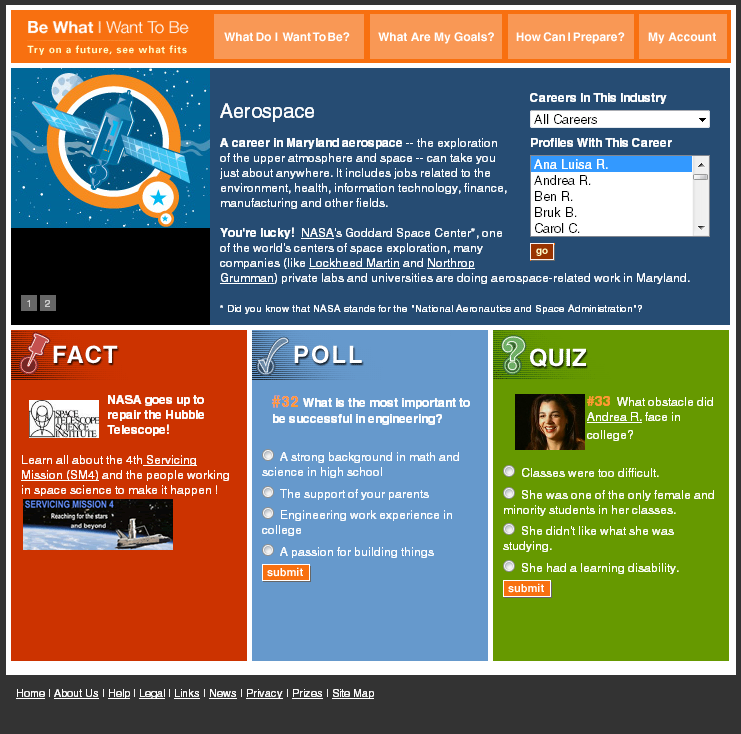 Be What I Want To Be
Try on a future, see what fits
What Do I Want To Be?
What Are My Goals?
How Can I Prepare?
My Account
Aerospace
A career in Maryland aerospace -- the exploration
of the upper atmosphere and space -- can take you
just about anywhere. It includes jobs related to the
environment, health, information technology, finance,
manufacturing and other fields.
You're lucky! NASA's Goddard Space Center*, one
of the world's centers of space exploration, many
companies (like Lockheed Martin and Northrop
Grumman) private labs and universities are doing aerospace-related work in Maryland.
* Did you know that NASA stands for the "National Aeronautics and Space Administration"?
Careers In This Industry
All Careers
Profiles With This Career
Ana Luisa R.
Andrea R.
Ben R.
Bruk B.
Carol C.
go
1 2
FACT
SPACE
TELESCOPE
SCIENCE
INSTITUTE
NASA goes up to
repair the Hubble
Telescope!
Learn all about the 4th Servicing
Mission (SM4) and the people working
in space science to make it happen !
SERVICING MISSION 4
Reaching for the stars
and beyond
POLL
#32 What is the most important to
be successful in engineering?
A strong background in math and
science in high school
The support of your parents
Engineering work experience in
college
A passion for building things
submit
QUIZ
#33 What obstacle did
Andrea R. face in
college?
Classes were too difficult.
She was one of the only female and
minority students in her classes.
She didn't like what she was
studying.
She had a learning disability.
submit
Home | About Us | Help | Legal | Links | News | Privacy | Prizes | Site Map